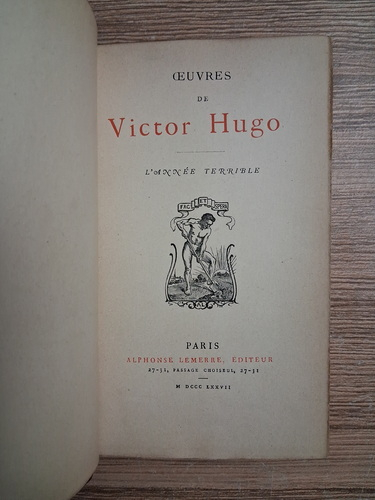 ŒUVRES
DE
Victor Hugo
L'ANNÉE TERRIBLE
FAC ET SPERA
AL
PARIS
ALPHONSE LEMERRE, ÉDITEUR
27-31, PASSAGE CHOISEUL, 27-31
M DCCC LXXVII